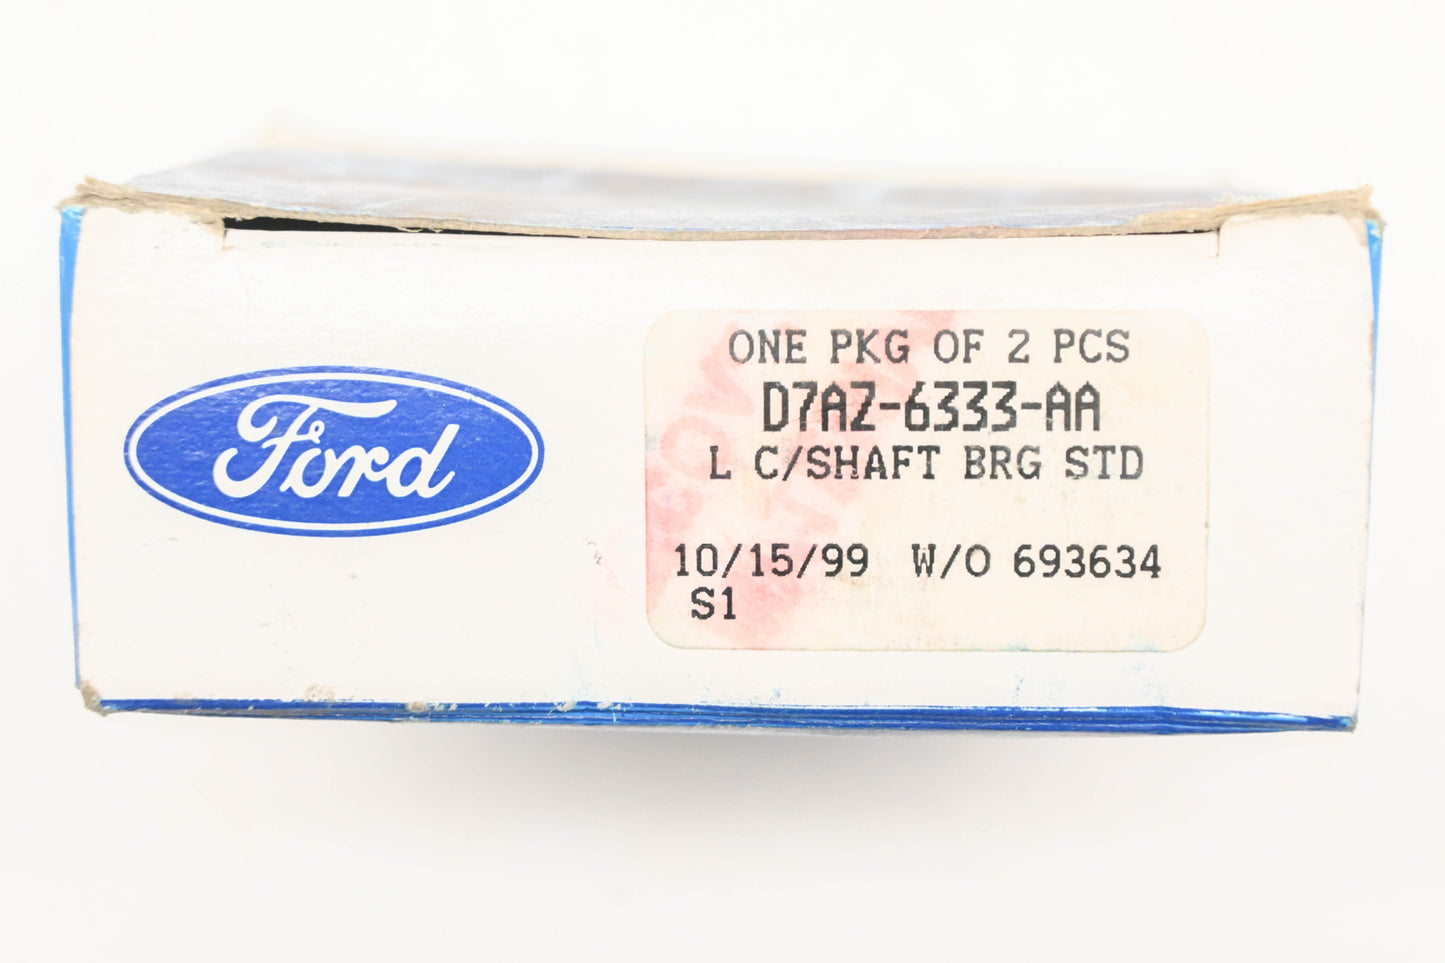 Ford
ONE PKG OF 2 PCS
D7AZ-6333-AA
L C/SHAFT BRG STD
10/15/99 W/O 693634
S1